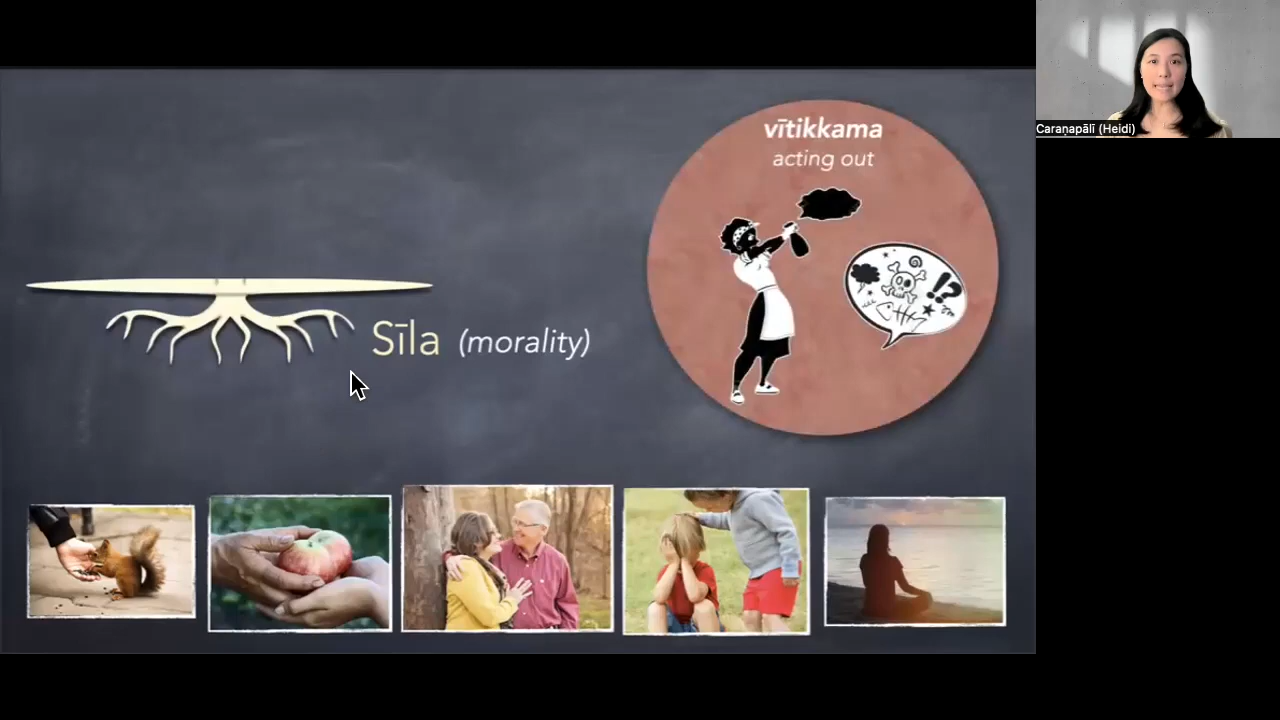 vītikkama
acting out
!?
Sīla (morality)
Caraṇapālī (Heidi)